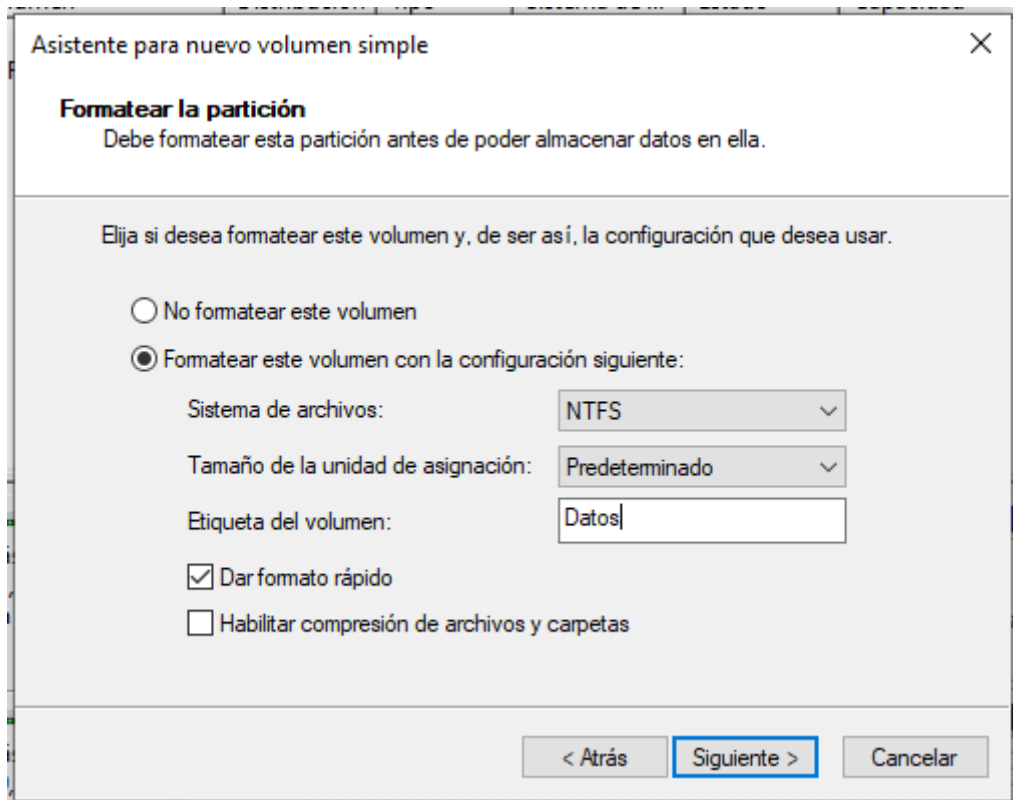 Asistente para nuevo volumen simple
Formatear la partición
Debe formatear esta partición antes de poder almacenar datos en ella.
Elija si desea formatear este volumen y, de ser así, la configuración que desea usar.
No formatear este volumen
Formatear este volumen con la configuración siguiente:
Sistema de archivos: NTFS
Tamaño de la unidad de asignación: Predeterminado
Etiqueta del volumen: Datos
Dar formato rápido
Habilitar compresión de archivos y carpetas
< Atrás Siguiente > Cancelar